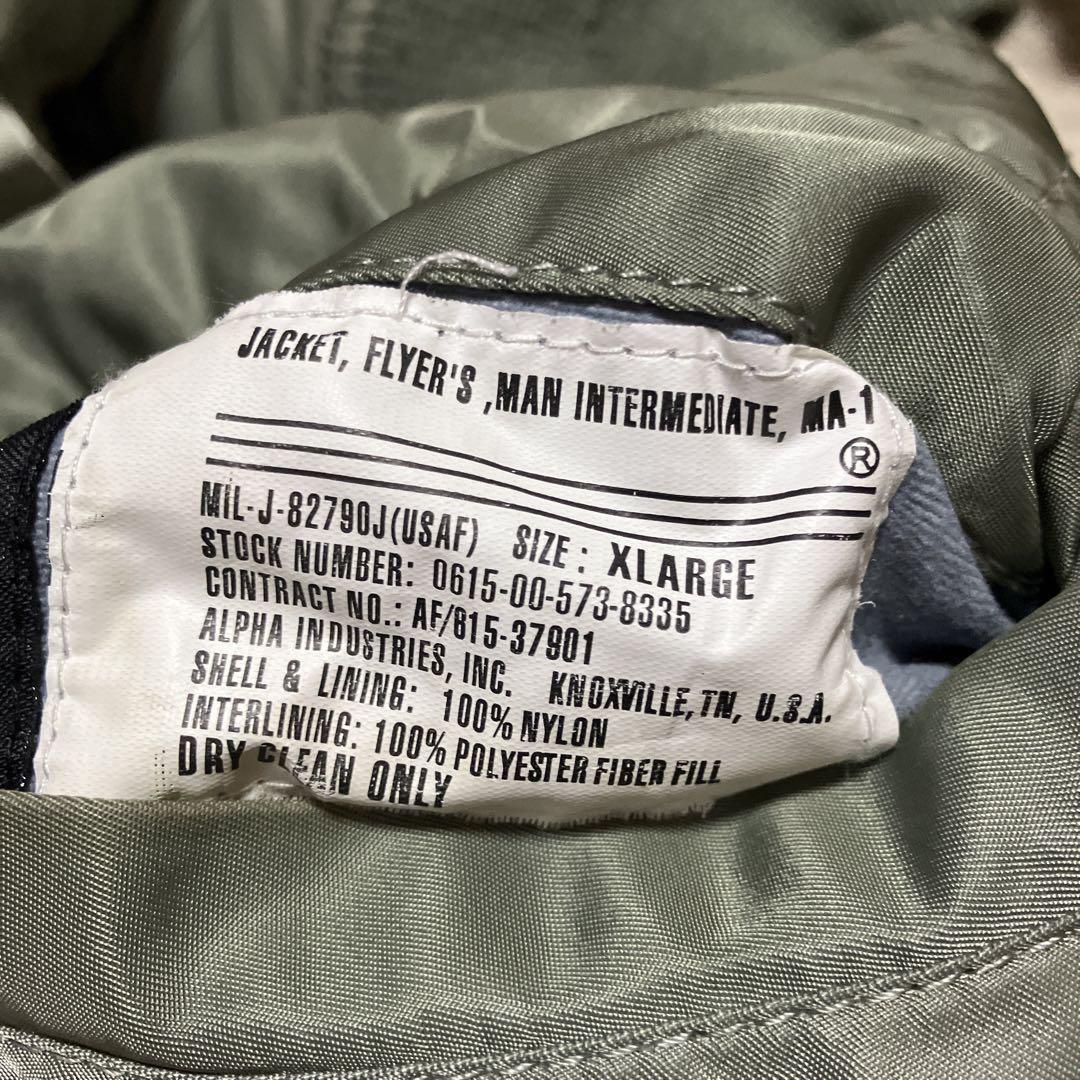 JACKET, FLYER'S ,MAN INTERMEDIATE, MA-1
®
MIL-J-82790J(USAF) SIZE : XLARGE
STOCK NUMBER: 0615-00-573-8335
CONTRACT NO.: AF/815-37901
ALPHA INDUSTRIES, INC. KNOXVILLE, TN, U.S.A.
SHELL & LINING: 100% NYLON
INTERLINING: 100% POLYESTER FIBER FILL
DRY CLEAN ONLY